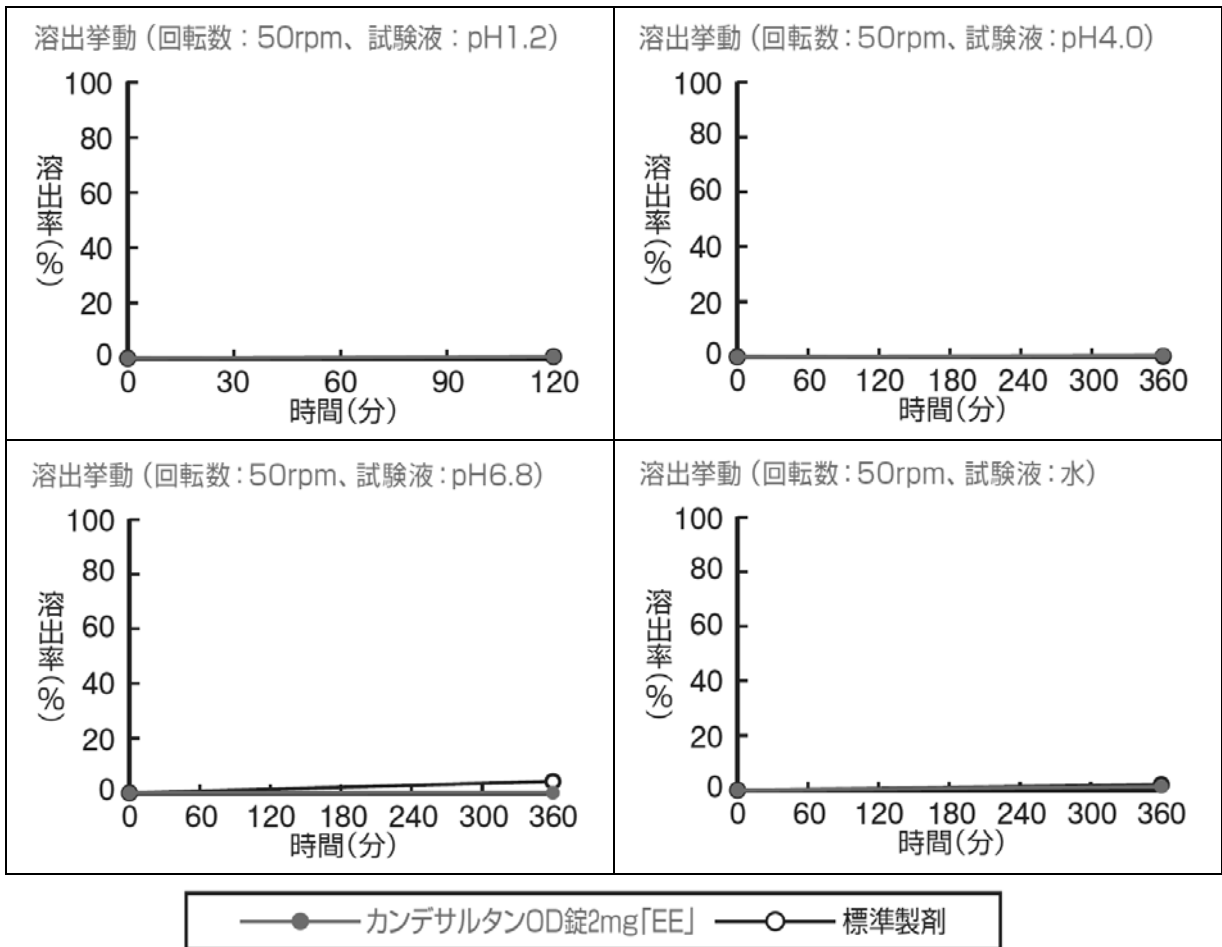 溶出挙動（回転数：50rpm、試験液：pH1.2）
100
80
60
40
20
0
溶出率(%)
0 30 60 90 120
時間(分)
溶出挙動（回転数：50rpm、試験液：pH4.0）
100
80
60
40
20
0
溶出率(%)
0 60 120 180 240 300 360
時間(分)
溶出挙動（回転数：50rpm、試験液：pH6.8）
100
80
60
40
20
0
溶出率(%)
0 60 120 180 240 300 360
時間(分)
溶出挙動（回転数：50rpm、試験液：水）
100
80
60
40
20
0
溶出率(%)
0 60 120 180 240 300 360
時間(分)
カンデサルタンOD錠2mg「EE」 標準製剤